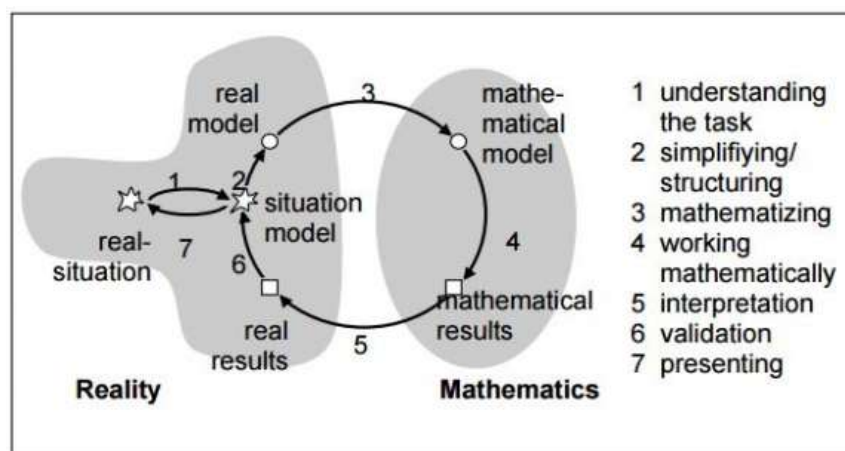 real
model
3
mathe-
matical
model
1
2
situation
model
real-
situation
7
6
4
real
results
5
mathematical
results
Reality
Mathematics
1 understanding
the task
2 simplifiying/
structuring
3 mathematizing
4 working
mathematically
5 interpretation
6 validation
7 presenting